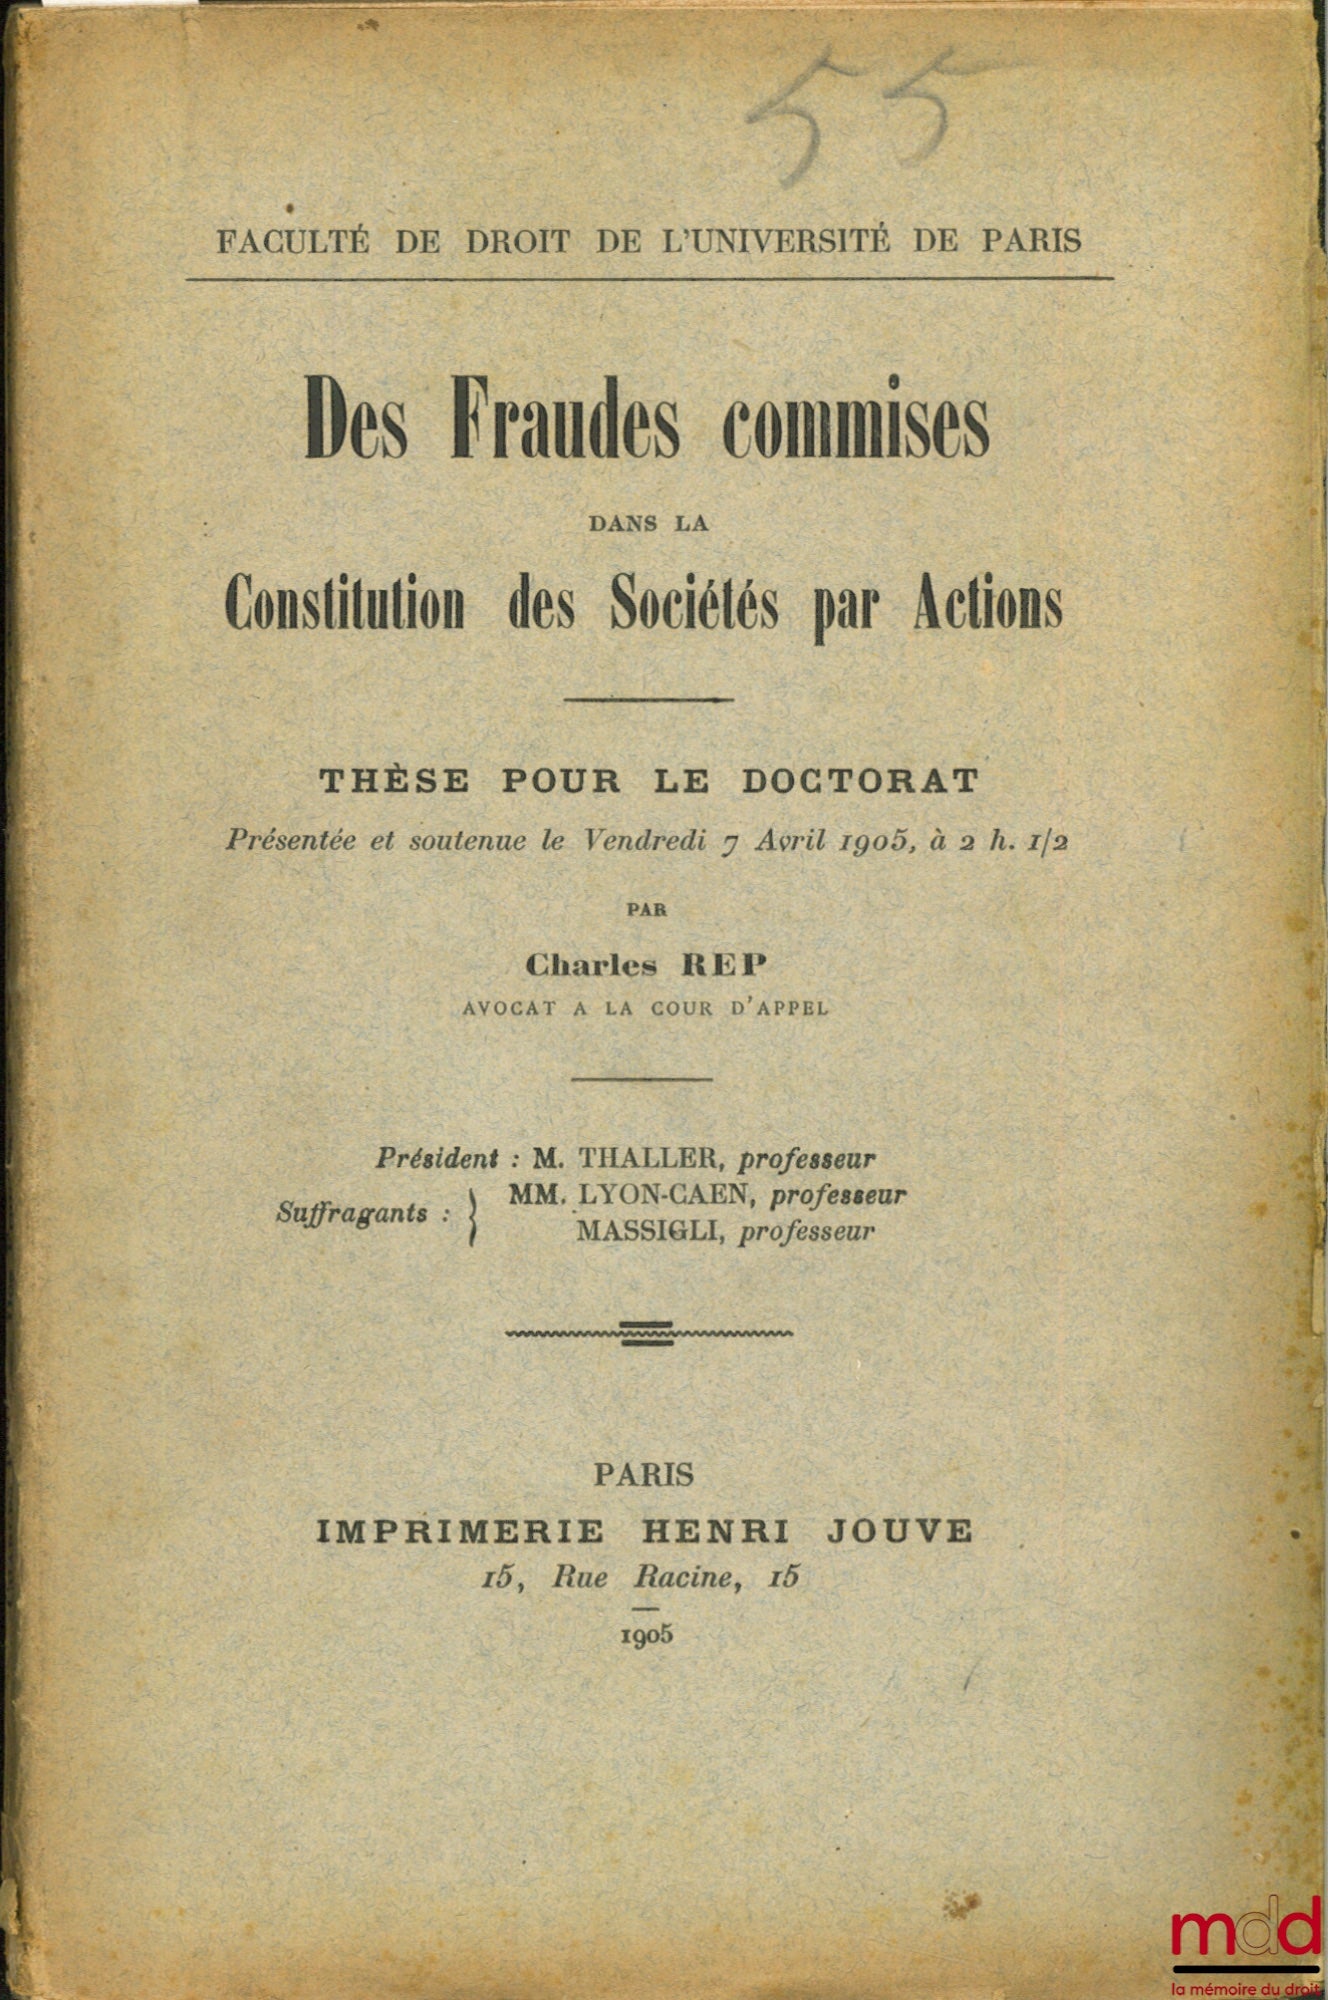 55
FACULTÉ DE DROIT DE L'UNIVERSITÉ DE PARIS
Des Fraudes commises
DANS LA
Constitution des Sociétés par Actions
THÈSE POUR LE DOCTORAT
Présentée et soutenue le Vendredi 7 Avril 1905, à 2 h. 1/2
PAR
Charles REP
AVOCAT A LA COUR D'APPEL
Président : M. THALLER, professeur
Suffragants : } MM. LYON-CAEN, professeur
MASSIGLI, professeur
PARIS
IMPRIMERIE HENRI JOUVE
15, Rue Racine, 15
1905
mdd
la mémoire du droit